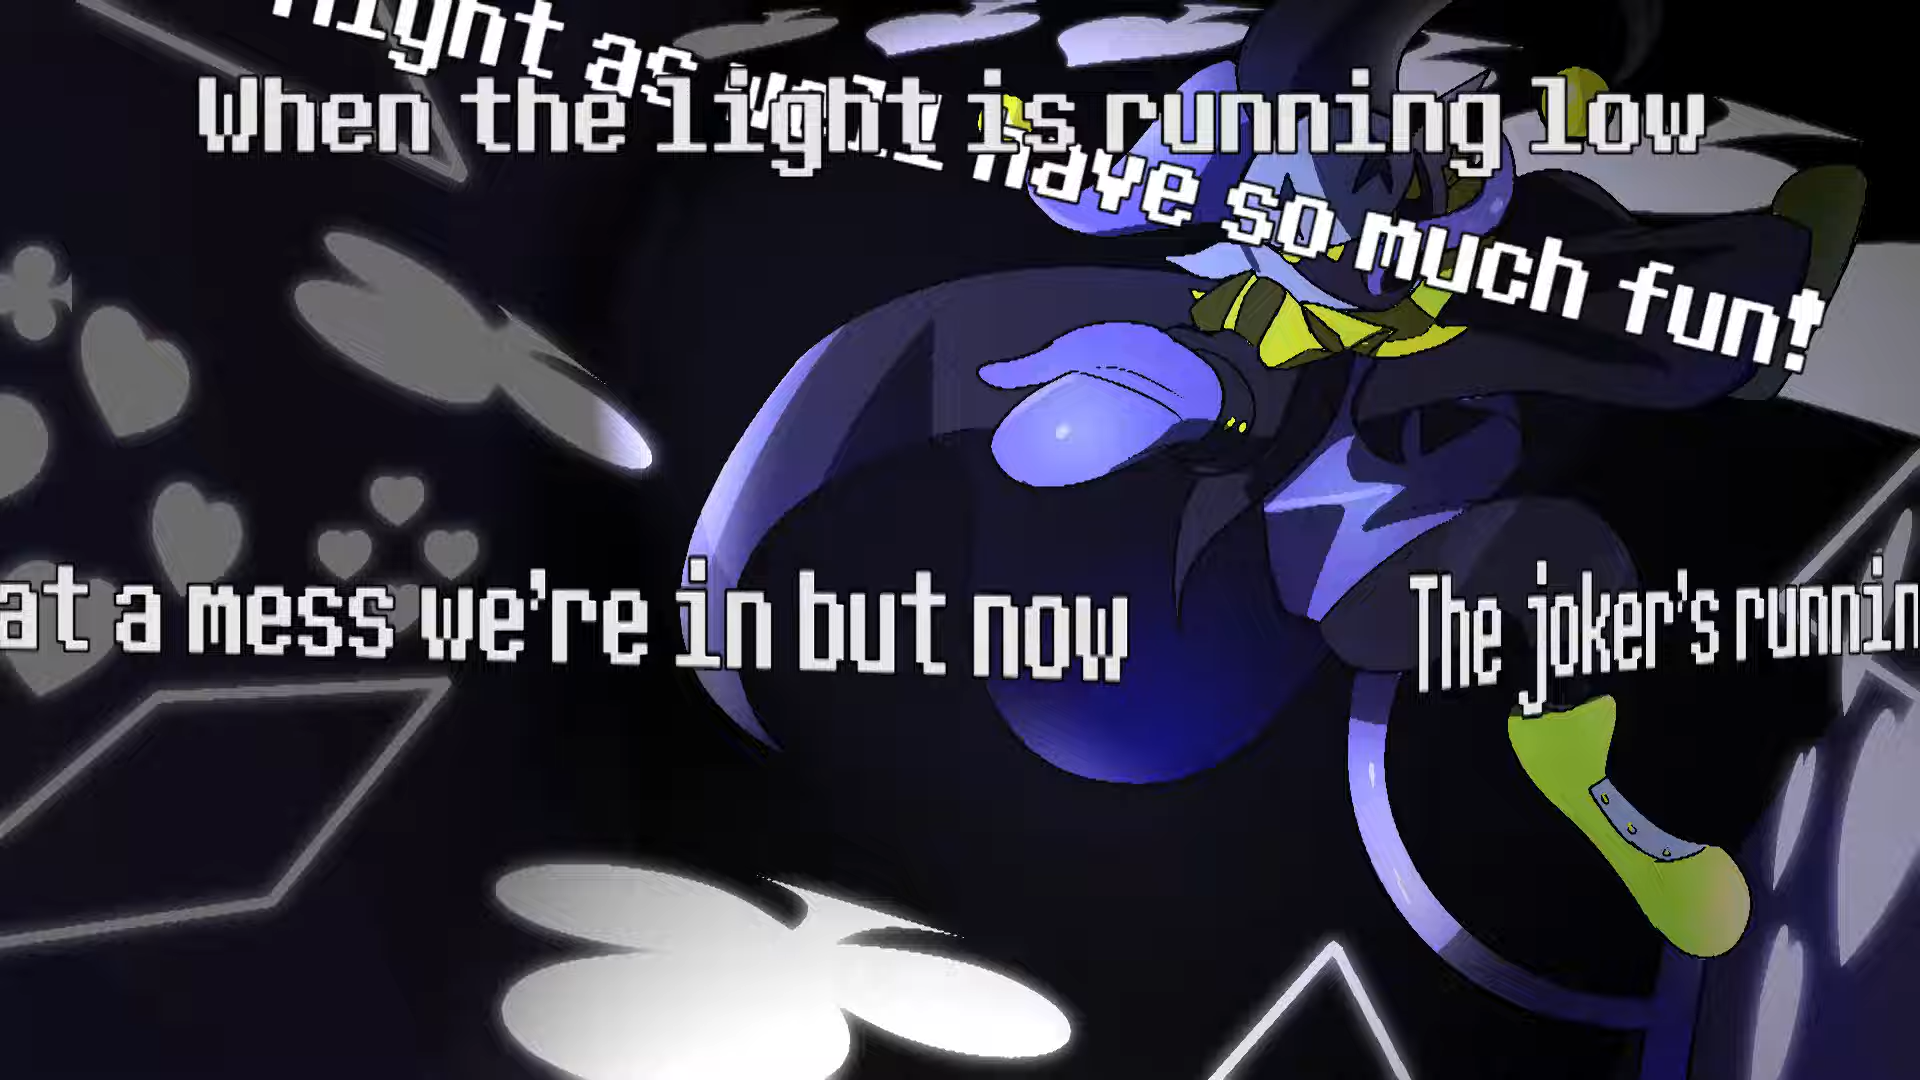 When the light is running low
as have so much fun!
at a mess we're in but now
The joker's runnin